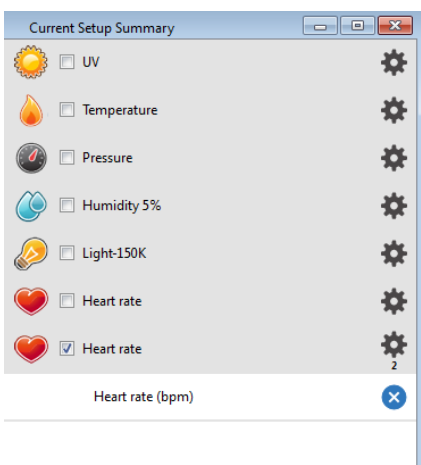 Current Setup Summary
UV
Temperature
Pressure
Humidity 5%
Light-150K
Heart rate
Heart rate
2
Heart rate (bpm)